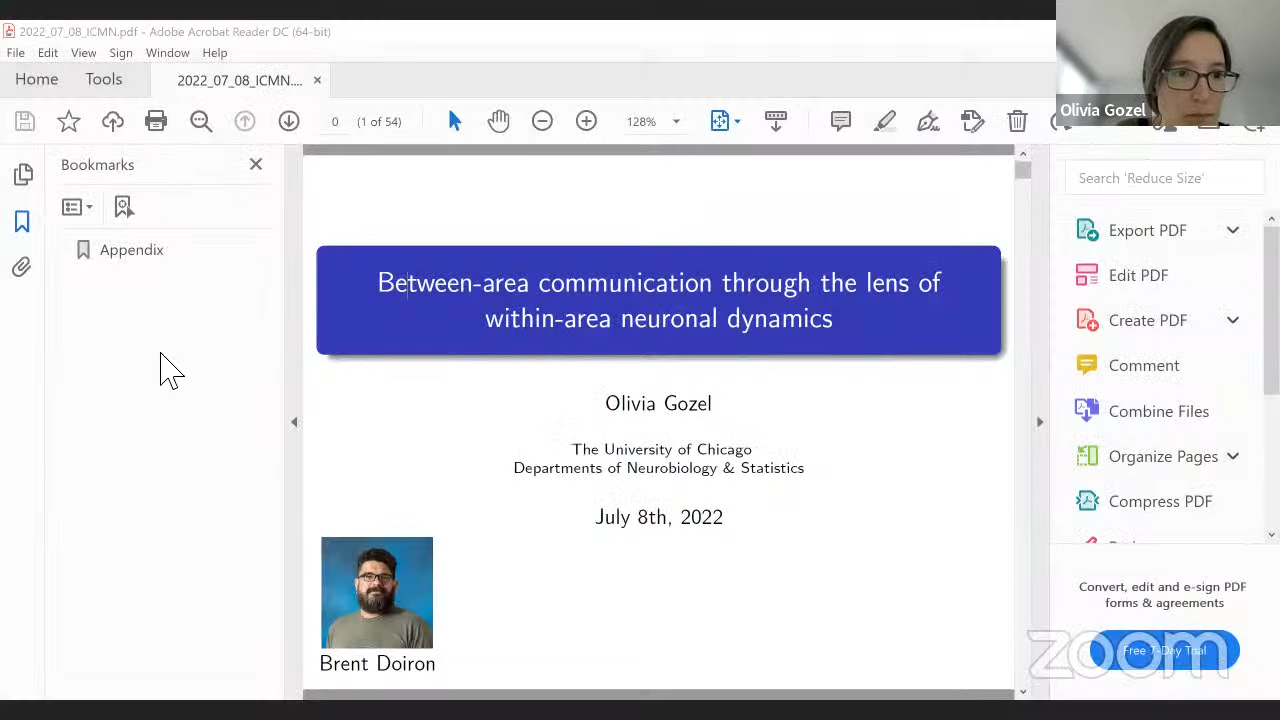 2022_07_08_ICMN.pdf - Adobe Acrobat Reader DC (64-bit)
File Edit View Sign Window Help
Home Tools 2022_07_08_ICMN....
0 (1 of 54) 128%
Olivia Gozel
Bookmarks
Appendix
Between-area communication through the lens of
within-area neuronal dynamics
Olivia Gozel
The University of Chicago
Departments of Neurobiology & Statistics
July 8th, 2022
Brent Doiron
Search 'Reduce Size'
Export PDF
Edit PDF
Create PDF
Comment
Combine Files
Organize Pages
Compress PDF
Convert, edit and e-sign PDF
forms & agreements
Free 7-Day Trial
zoom